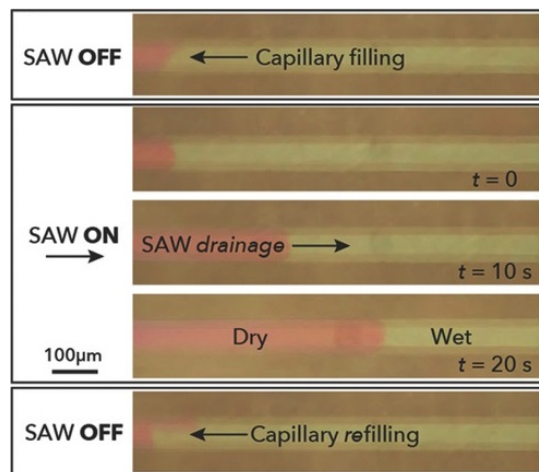 SAW OFF
Capillary filling
t = 0
SAW ON
SAW drainage
t = 10 s
Dry
Wet
100µm
t = 20 s
SAW OFF
Capillary refilling